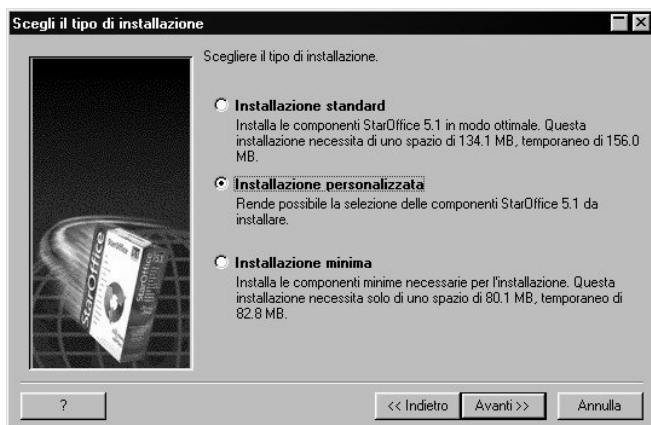 Scegli il tipo di installazione
Scegliere il tipo di installazione.
Installazione standard
Installa le componenti StarOffice 5.1 in modo ottimale. Questa
installazione necessita di uno spazio di 134.1 MB, temporaneo di 156.0
MB.
Installazione personalizzata
Rende possibile la selezione delle componenti StarOffice 5.1 da
installare.
Installazione minima
Installa le componenti minime necessarie per l'installazione. Questa
installazione necessita solo di uno spazio di 80.1 MB, temporaneo di
82.8 MB.
StarOffice
StarOffice
?
<< Indietro
Avanti >>
Annulla